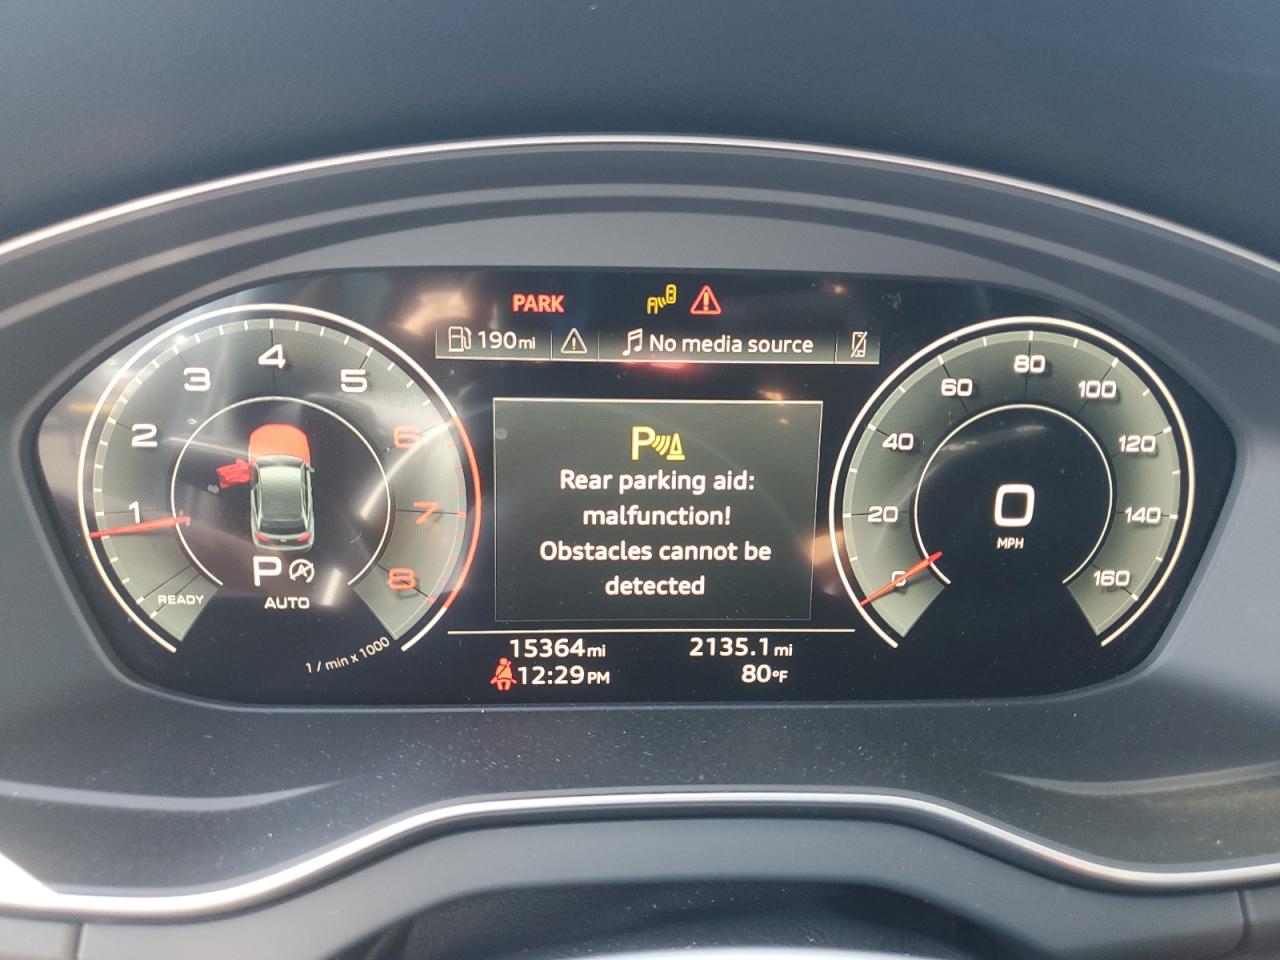 PARK
190mi
No media source
4
3
5
2
6
1
7
8
READY
P
AUTO
1 / min x 1000
P
Rear parking aid:
malfunction!
Obstacles cannot be
detected
15364mi
2135.1mi
12:29PM
80°F
80
60
100
40
120
20
140
0
160
0
MPH